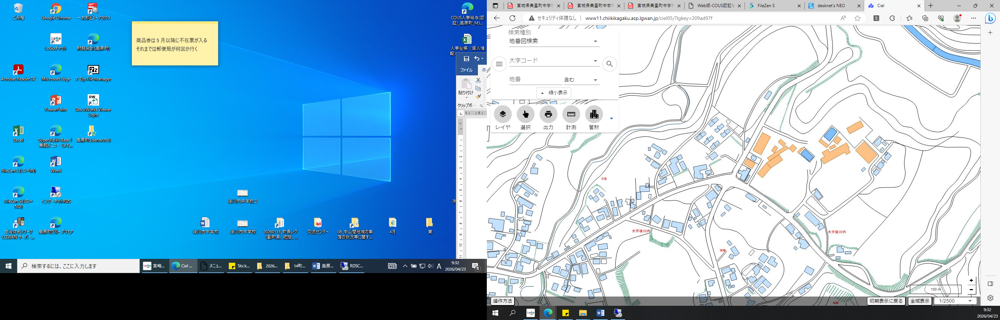 ごみ箱
Google Chrome
一太郎ビューア2019
LoGoチャット
財務会計(高原町)
Acrobat Reader DC
Microsoft Edge
7-Zip File Manager
PowerPoint
DocuWorks Viewer
Light
Excel
Super Reiki-Base |
業務メニュー (メイ...
高原町 (densv051)
FileZen S (LG⇔IN)
Word
FileZen S (LG⇔
NO)
インターネットRDS
自治体テレワーク
LGWAN サーバー...
高原町グループウェア
商品券は５月以降に不在票が入る
それまでは郵便局が何回か行く
後川内中学校 2
後川内中学校
後川内中学校
20260113_町長レク
(副町長、統括、...
交流センター
08_中山間地域の集
落の状況等に関す...
4月
東
COUS人事給与(認
証)_高原町_MJ...
人事台帳 (個人情
報)
決
ファイル
ホー
貼り付け
クリップボ...
検索するには、ここに入力します
宮崎...
Ciel ...
メニュ...
Stick...
2026...
14町...
高原...
RDSC...
A
9:32
2026/04/23
8
宮城県美里町中学校
宮城県美里町中学校
宮城県美里町中学校
Web版-COUS認証
FileZen S
desknet's NEO
Ciel
セキュリティ保護なし
www11.chiikikagaku.asp.lgwan.jp/ciel05/?lgkey=209ad97f
検索種別
地番図検索
大字コード
地番
含む
縮小表示
レイヤ
選択
出力
計測
管財
中尾
大字後川内
大字後川内
100 m
操作方法
初期表示に戻る
全域表示
1/2500
9:32
2026/04/23